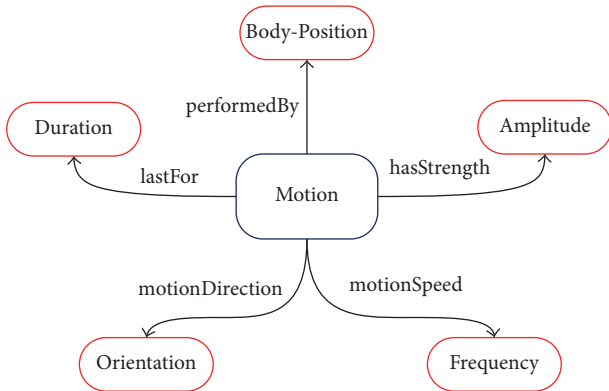 Body-Position
performedBy
Duration
Amplitude
lastFor
hasStrength
Motion
motionDirection
motionSpeed
Orientation
Frequency